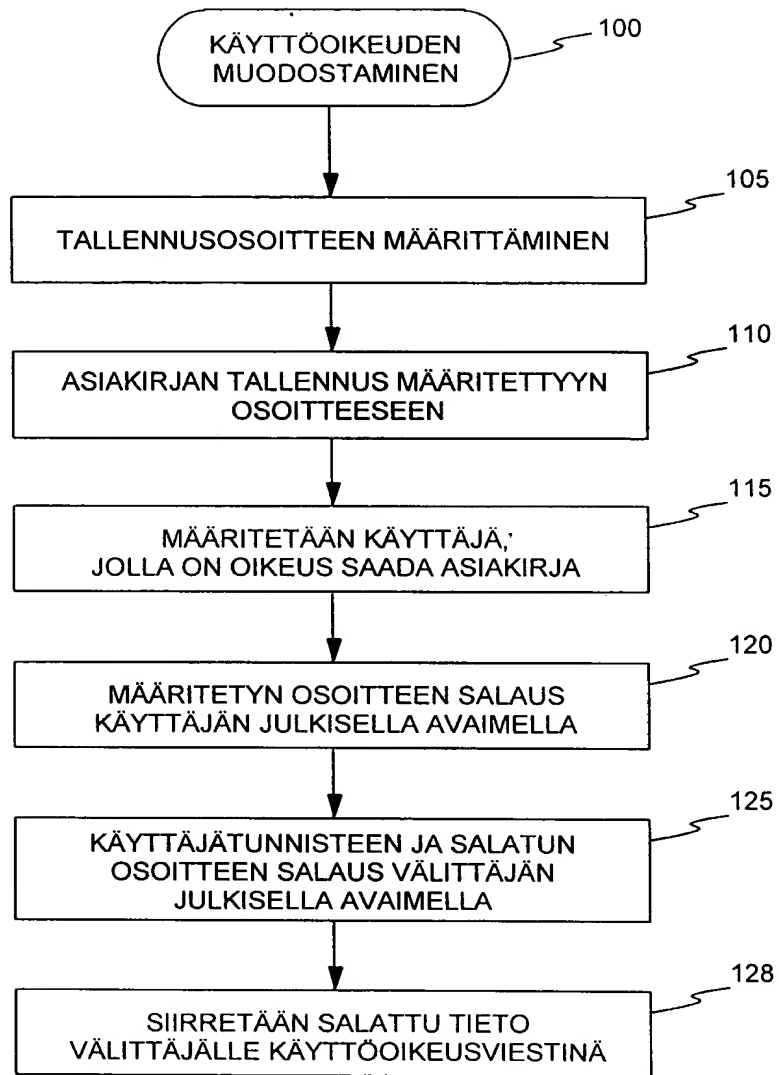 KÄYTTÖOIKEUDEN
MUODOSTAMINEN
100
105
TALLENNUSOSOITTEEN MÄÄRITTÄMINEN
110
ASIAKIRJAN TALLENNUS MÄÄRITETTYYN
OSOITTEESEEN
115
MÄÄRITETÄÄN KÄYTTÄJÄ,
JOLLA ON OIKEUS SAADA ASIAKIRJA
120
MÄÄRITETYN OSOITTEEN SALAUS
KÄYTTÄJÄN JULKISELLA AVAIMELLA
125
KÄYTTÄJÄTUNNISTEEN JA SALATUN
OSOITTEEN SALAUS VÄLITTÄJÄN
JULKISELLA AVAIMELLA
128
SIIRRETÄÄN SALATTU TIETO
VÄLITTÄJÄLLE KÄYTTÖOIKEUSVIESTINÄ